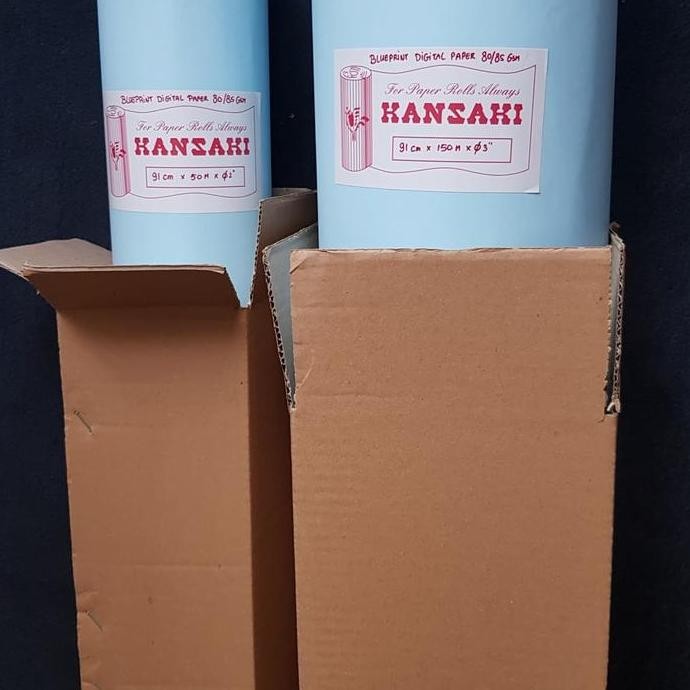 BLUEPRINT DIGITAL PAPER 80/85 GSM
For Paper Rolls Always
KANZAKI
91 cm x 50 M x Ø2"
BLUEPRINT DIGITAL PAPER 80/85 GSM
For Paper Rolls Always
KANZAKI
91 cm x 150 M x Ø3"